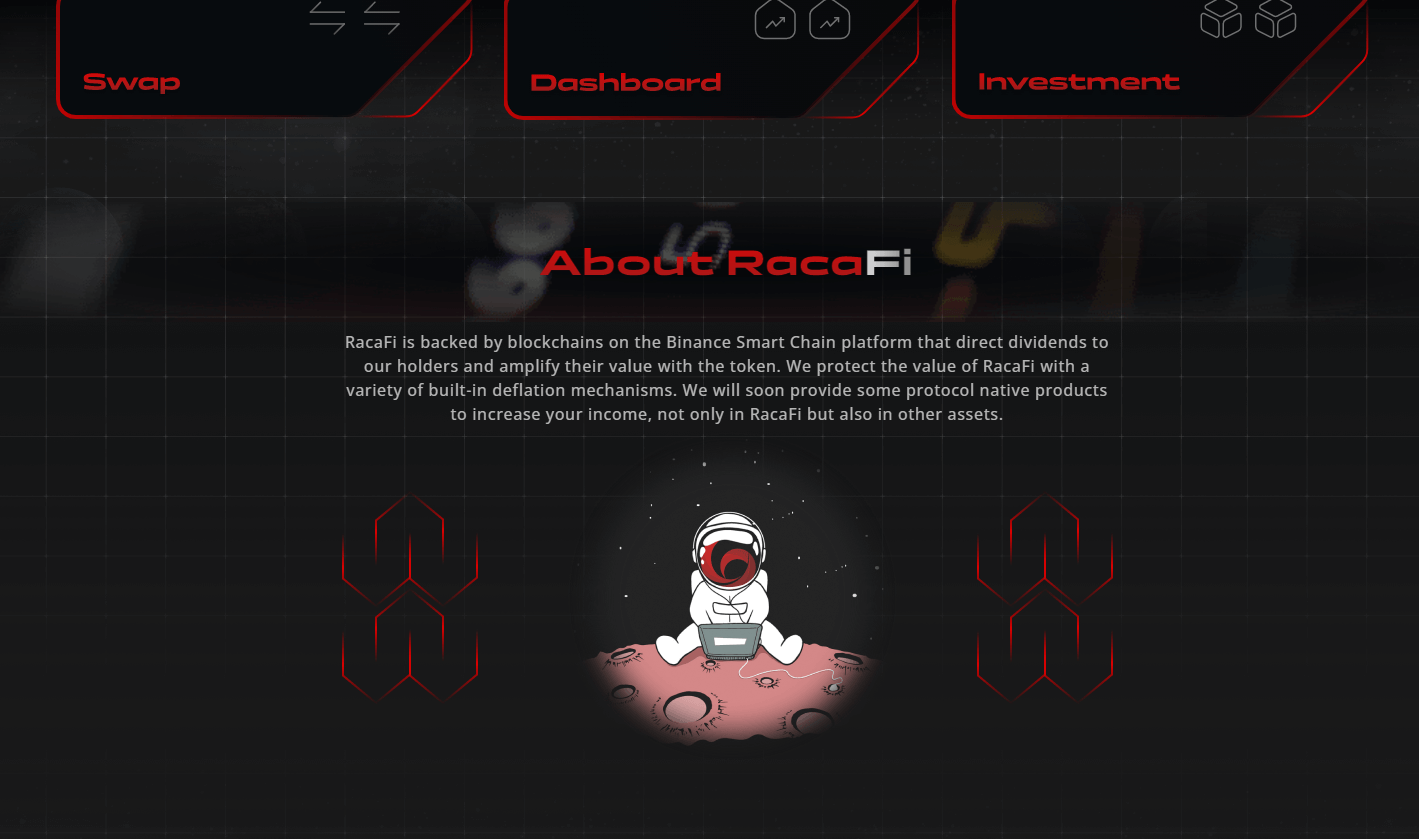 Swap
Dashboard
Investment
About RacaFi
RacaFi is backed by blockchains on the Binance Smart Chain platform that direct dividends to
our holders and amplify their value with the token. We protect the value of RacaFi with a
variety of built-in deflation mechanisms. We will soon provide some protocol native products
to increase your income, not only in RacaFi but also in other assets.